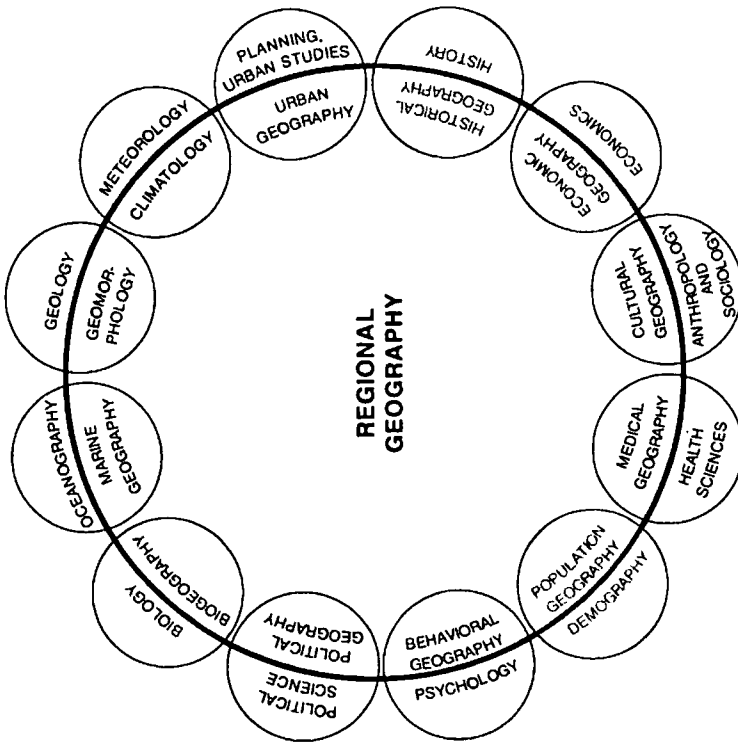 PLANNING.
URBAN STUDIES
URBAN
GEOGRAPHY
HISTORY
HISTORICAL
GEOGRAPHY
ECONOMICS
ECONOMIC
GEOGRAPHY
CULTURAL
GEOGRAPHY
ANTHROPOLOGY
AND
SOCIOLOGY
MEDICAL
GEOGRAPHY
HEALTH
SCIENCES
POPULATION
GEOGRAPHY
DEMOGRAPHY
BEHAVIORAL
GEOGRAPHY
PSYCHOLOGY
POLITICAL
GEOGRAPHY
POLITICAL
SCIENCE
BIOGEOGRAPHY
BIOLOGY
OCEANOGRAPHY
MARINE
GEOGRAPHY
GEOLOGY
GEOMOR-
PHOLOGY
METEOROLOGY
CLIMATOLOGY
REGIONAL
GEOGRAPHY